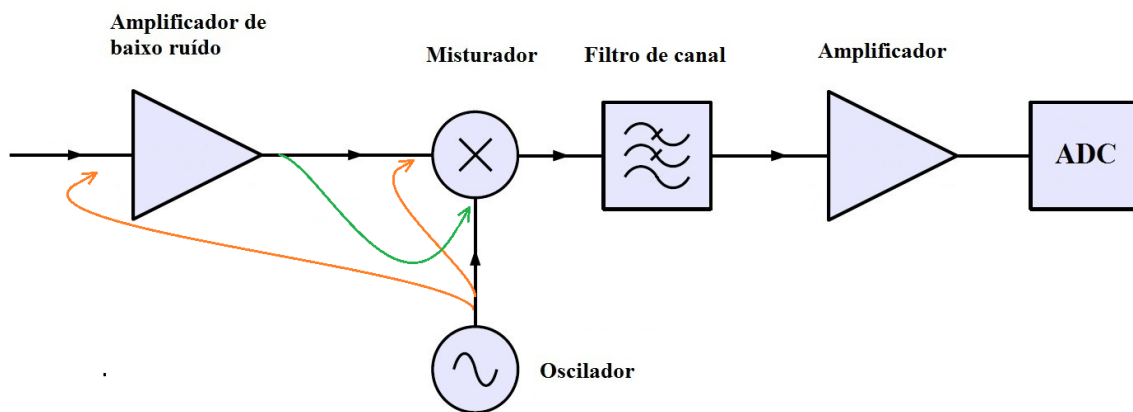 Amplificador de
baixo ruído
Misturador
Filtro de canal
Amplificador
ADC
Oscilador